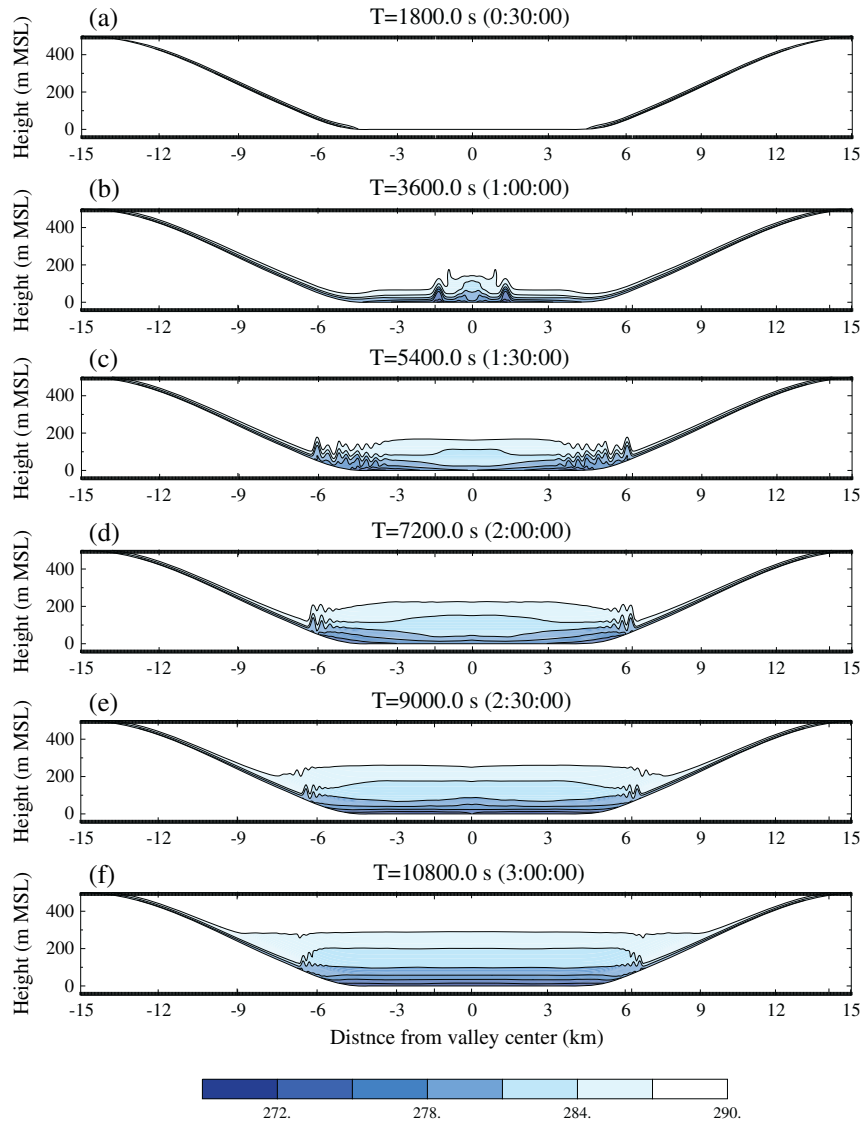 (a) T=1800.0 s (0:30:00)
Height (m MSL)
400
200
0
-15 -12 -9 -6 -3 0 3 6 9 12 15
(b) T=3600.0 s (1:00:00)
Height (m MSL)
400
200
0
-15 -12 -9 -6 -3 0 3 6 9 12 15
(c) T=5400.0 s (1:30:00)
Height (m MSL)
400
200
0
-15 -12 -9 -6 -3 0 3 6 9 12 15
(d) T=7200.0 s (2:00:00)
Height (m MSL)
400
200
0
-15 -12 -9 -6 -3 0 3 6 9 12 15
(e) T=9000.0 s (2:30:00)
Height (m MSL)
400
200
0
-15 -12 -9 -6 -3 0 3 6 9 12 15
(f) T=10800.0 s (3:00:00)
Height (m MSL)
400
200
0
-15 -12 -9 -6 -3 0 3 6 9 12 15
Distnce from valley center (km)
272. 278. 284. 290.